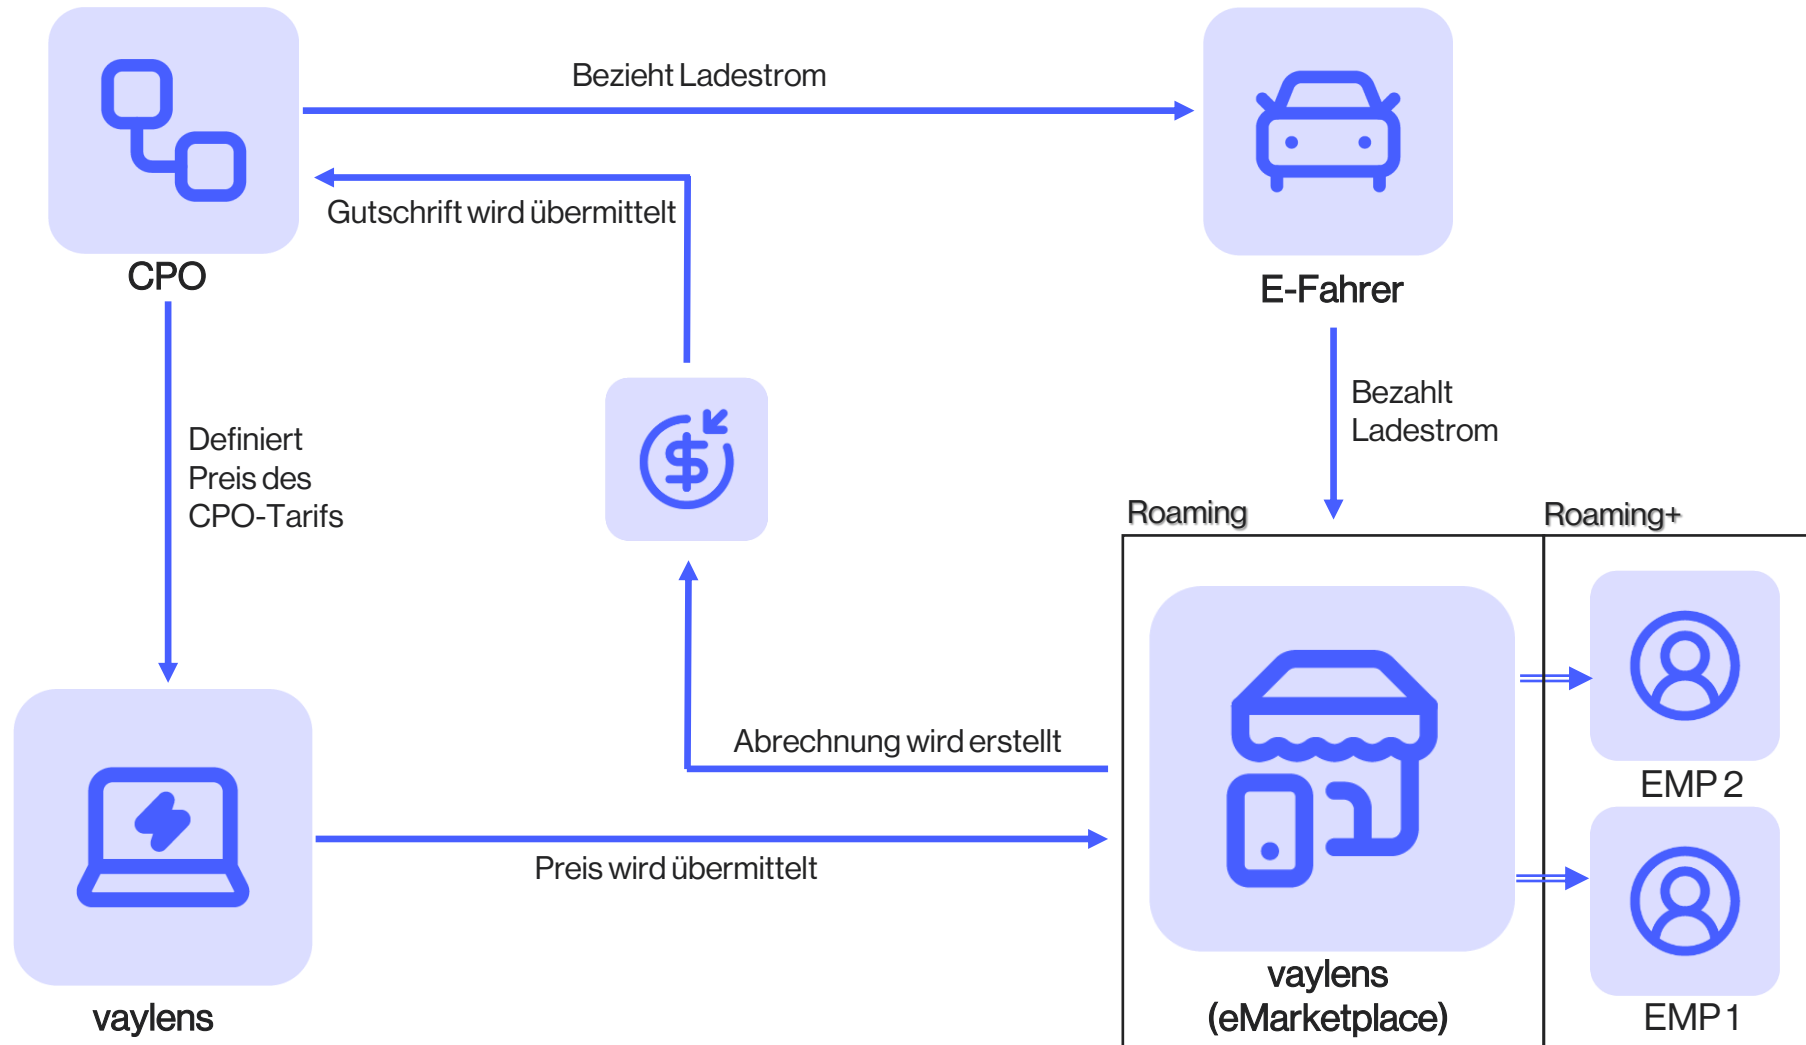 Bezieht Ladestrom
Gutschrift wird übermittelt
CPO
E-Fahrer
Definiert
Preis des
CPO-Tarifs
Bezahlt
Ladestrom
Roaming
Roaming+
Abrechnung wird erstellt
EMP 2
Preis wird übermittelt
vaylens
(eMarketplace)
EMP 1
vaylens